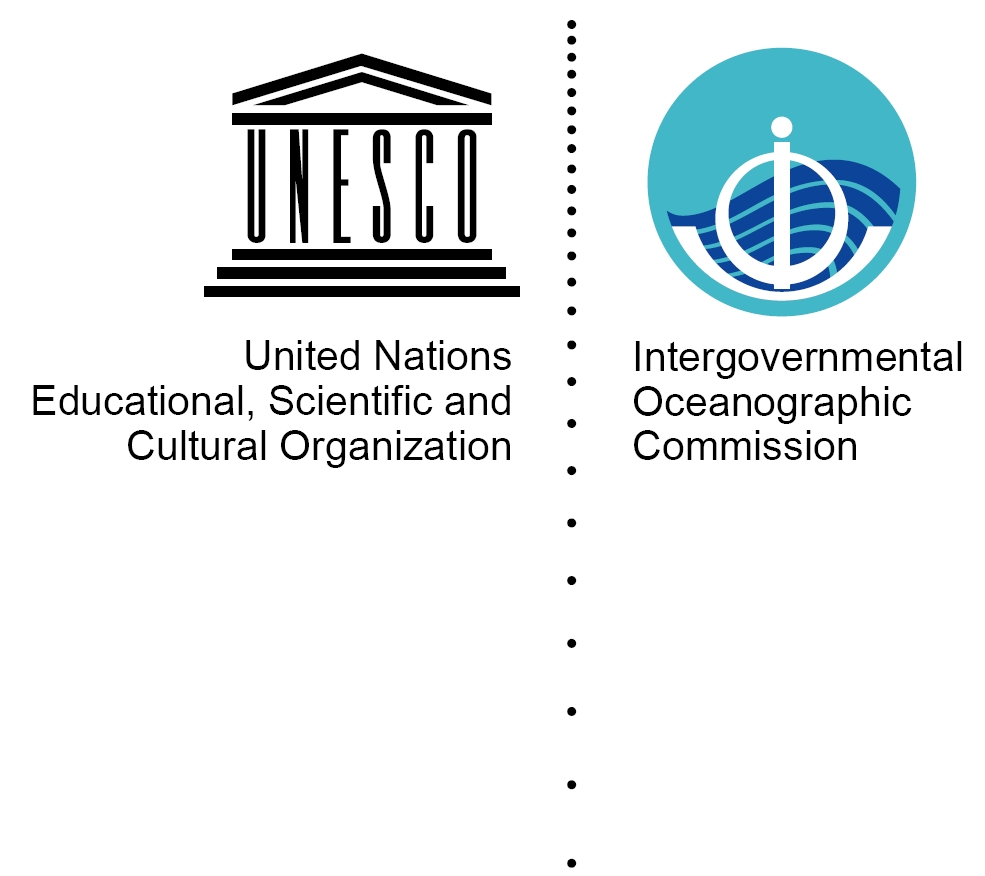 UNESCO
United Nations
Educational, Scientific and
Cultural Organization
Intergovernmental
Oceanographic
Commission